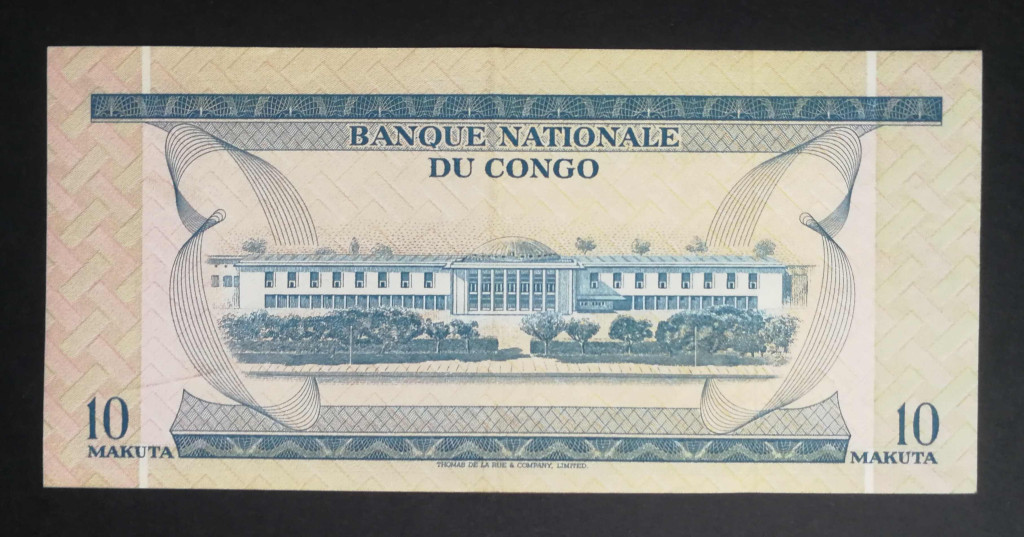 BANQUE NATIONALE
DU CONGO
10
MAKUTA
10
MAKUTA
THOMAS DE LA RUE & COMPANY, LIMITED.